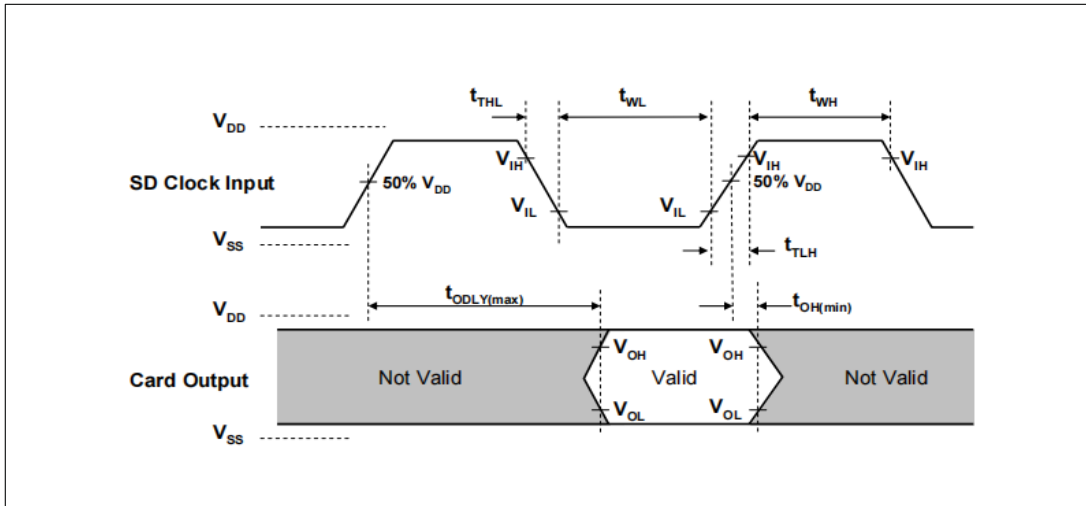 tTHL
tWL
tWH
VDD
VIH
VIH
VIH
SD Clock Input
50% VDD
50% VDD
VIL
VIL
VSS
tTLH
tODLY(max)
tOH(min)
VDD
VOH
VOH
Card Output
Not Valid
Valid
Not Valid
VOL
VOL
VSS